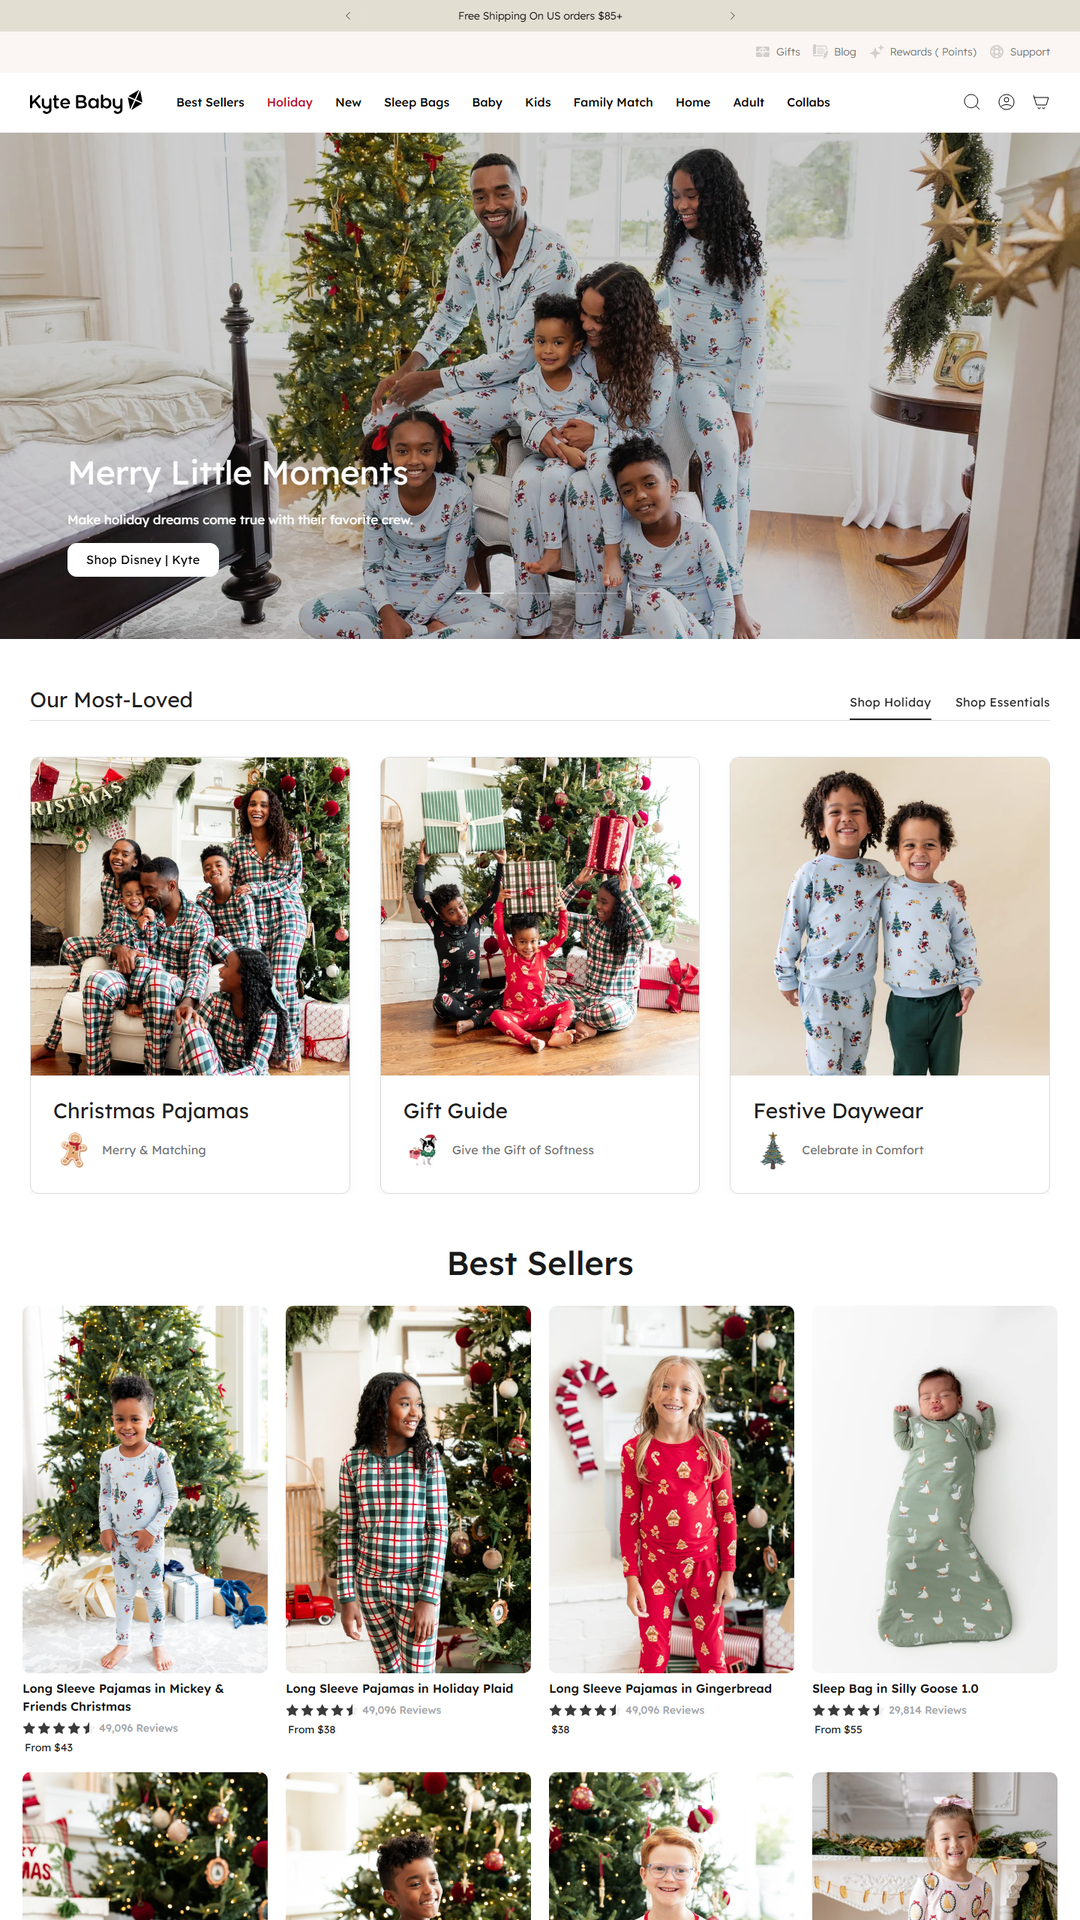 Free Shipping On US orders $85+
Gifts
Blog
Rewards ( Points)
Support
Kyte Baby
Best Sellers
Holiday
New
Sleep Bags
Baby
Kids
Family Match
Home
Adult
Collabs
Merry Little Moments
Make holiday dreams come true with their favorite crew.
Shop Disney | Kyte
Our Most-Loved
Shop Holiday
Shop Essentials
RISTMAS
Christmas Pajamas
Merry & Matching
Gift Guide
Give the Gift of Softness
Festive Daywear
Celebrate in Comfort
Best Sellers
Long Sleeve Pajamas in Mickey &
Friends Christmas
49,096 Reviews
From $43
Long Sleeve Pajamas in Holiday Plaid
49,096 Reviews
From $38
Long Sleeve Pajamas in Gingerbread
49,096 Reviews
$38
Sleep Bag in Silly Goose 1.0
29,814 Reviews
From $55
RY
MAS